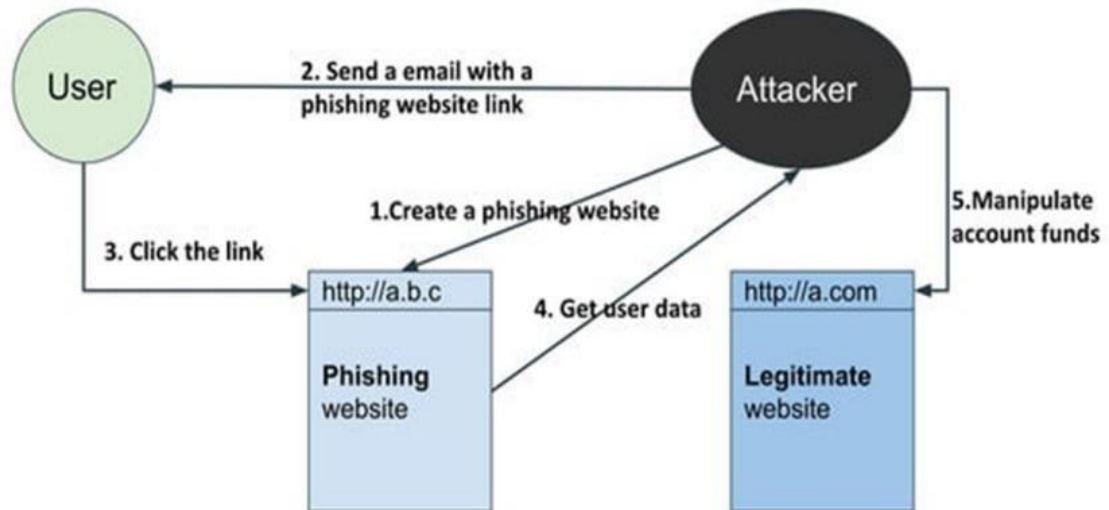 User
2. Send a email with a
phishing website link
Attacker
1.Create a phishing website
5.Manipulate
account funds
3. Click the link
http://a.b.c
4. Get user data
http://a.com
Phishing
website
Legitimate
website